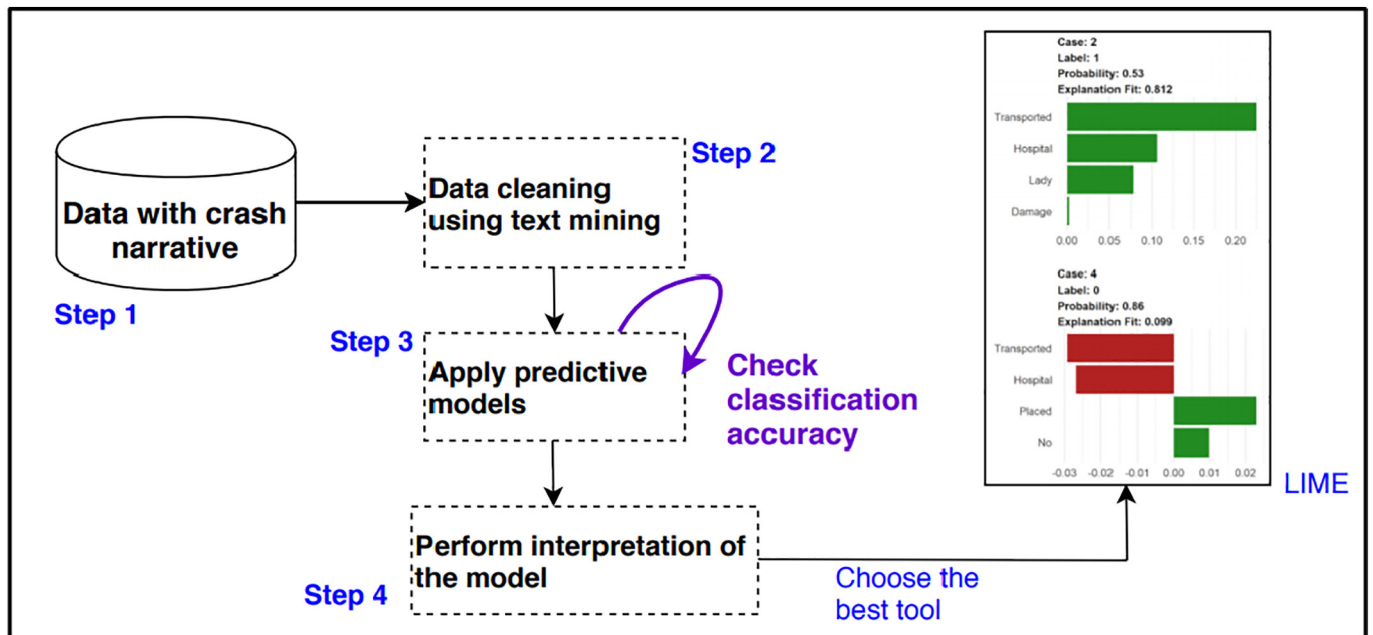 Data with crash
narrative
Step 1
Data cleaning
using text mining
Step 2
Step 3
Apply predictive
models
Check
classification
accuracy
Perform interpretation of
the model
Step 4
Choose the
best tool
Case: 2
Label: 1
Probability: 0.53
Explanation Fit: 0.812
Transported
Hospital
Lady
Damage
0.00 0.05 0.10 0.15 0.20
Case: 4
Label: 0
Probability: 0.86
Explanation Fit: 0.099
Transported
Hospital
Placed
No
-0.03 -0.02 -0.01 0.00 0.01 0.02
LIME